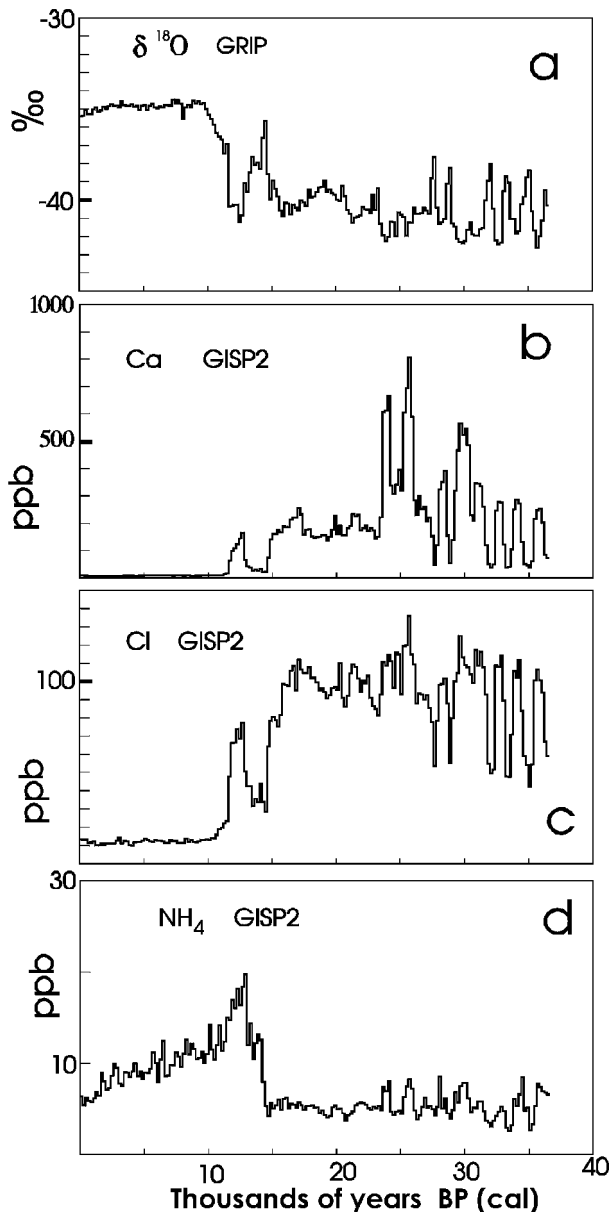 -30
δ ¹⁸O GRIP
a
‰
-40
1000
Ca GISP2
b
500
ppb
Cl GISP2
100
ppb
c
30
NH₄ GISP2
d
ppb
10
10 20 30 40
Thousands of years BP (cal)